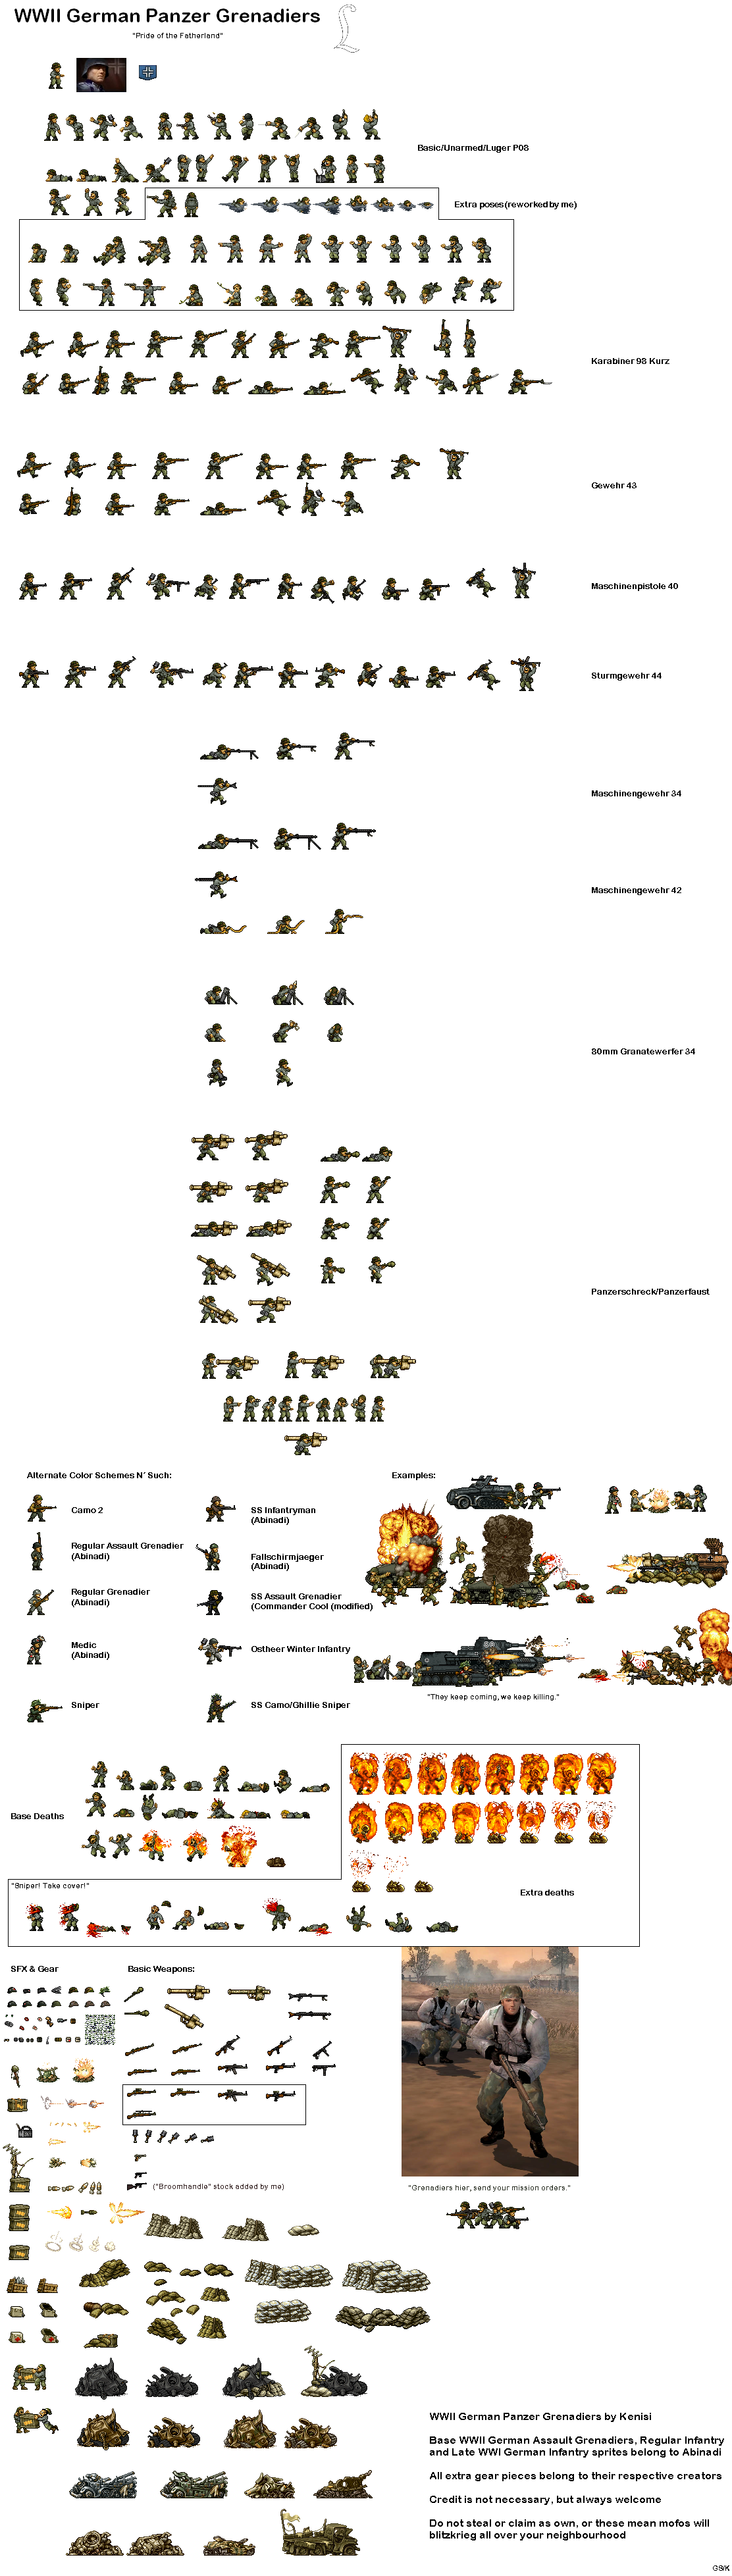 WWII German Panzer Grenadiers
"Pride of the Fatherland"
Basic/Unarmed/Luger P08
Extra poses(reworked by me)
Karabiner 98 Kurz
Gewehr 43
Maschinenpistole 40
Sturmgewehr 44
Maschinengewehr 34
Maschinengewehr 42
80mm Granatewerfer 34
Panzerschreck/Panzerfaust
Alternate Color Schemes N' Such:
Camo 2
Regular Assault Grenadier
(Abinadi)
Regular Grenadier
(Abinadi)
Medic
(Abinadi)
Sniper
SS Infantryman
(Abinadi)
Fallschirmjaeger
(Abinadi)
SS Assault Grenadier
(Commander Cool (modified)
Ostheer Winter Infantry
SS Camo/Ghillie Sniper
Examples:
"They keep coming, we keep killing."
Base Deaths
Extra deaths
"Sniper! Take cover!"
SFX & Gear
Basic Weapons:
("Broomhandle" stock added by me)
"Grenadiers hier, send your mission orders."
WWII German Panzer Grenadiers by Kenisi
Base WWII German Assault Grenadiers, Regular Infantry
and Late WWI German Infantry sprites belong to Abinadi
All extra gear pieces belong to their respective creators
Credit is not necessary, but always welcome
Do not steal or claim as own, or these mean mofos will
blitzkrieg all over your neighbourhood